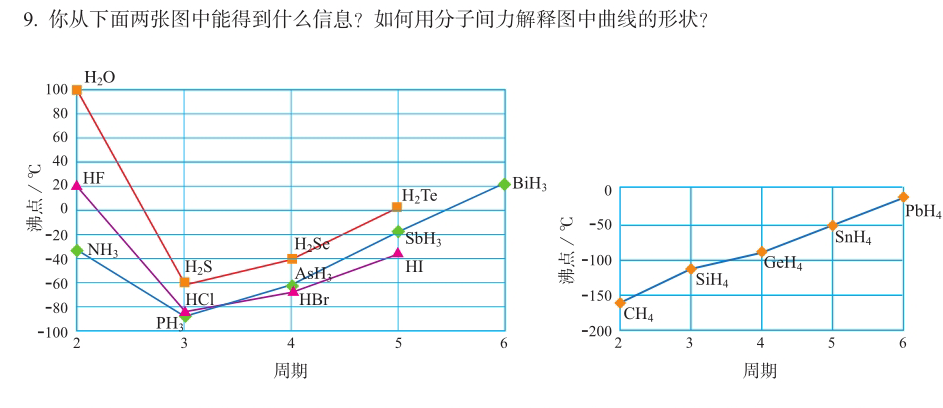 9. 你从下面两张图中能得到什么信息？如何用分子间力解释图中曲线的形状？
沸点／℃
100
80
60
40
20
0
−20
−40
−60
−80
−100
H₂O
HF
NH₃
H₂S
HCl
PH₃
H₂Se
AsH₃
HBr
H₂Te
SbH₃
HI
BiH₃
2 3 4 5 6
周期
沸点／℃
0
−50
−100
−150
−200
CH₄
SiH₄
GeH₄
SnH₄
PbH₄
2 3 4 5 6
周期